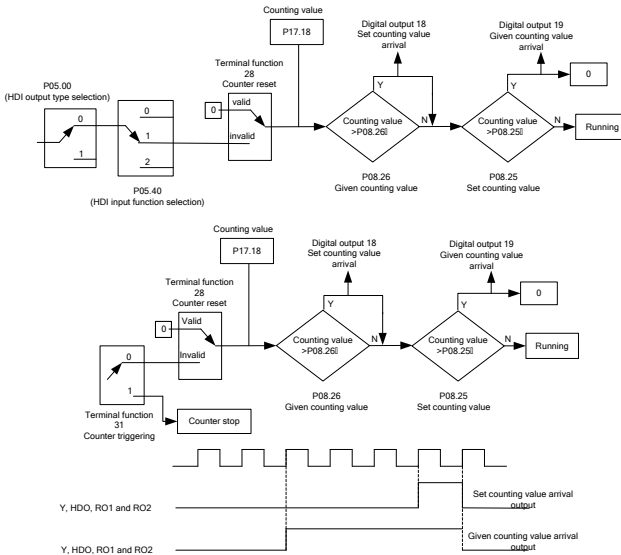 Counting value
P17.18
Digital output 18
Set counting value
arrival
Digital output 19
Given counting value
arrival
Terminal function
28
Counter reset
P05.00
(HDI output type selection)
0
valid
invalid
0
1
0
1
2
Y
Counting value
>P08.26
N
Y
Counting value
>P08.25
N
0
Running
P05.40
(HDI input function selection)
P08.26
Given counting value
P08.25
Set counting value
Counting value
P17.18
Digital output 18
Set counting value
arrival
Digital output 19
Given counting value
arrival
Terminal function
28
Counter reset
0
Valid
Invalid
0
1
Y
Counting value
>P08.26
N
Y
Counting value
>P08.25
N
0
Running
Terminal function
31
Counter triggering
Counter stop
P08.26
Given counting value
P08.25
Set counting value
Y, HDO, RO1 and RO2
Set counting value arrival
output
Y, HDO, RO1 and RO2
Given counting value arrival
output